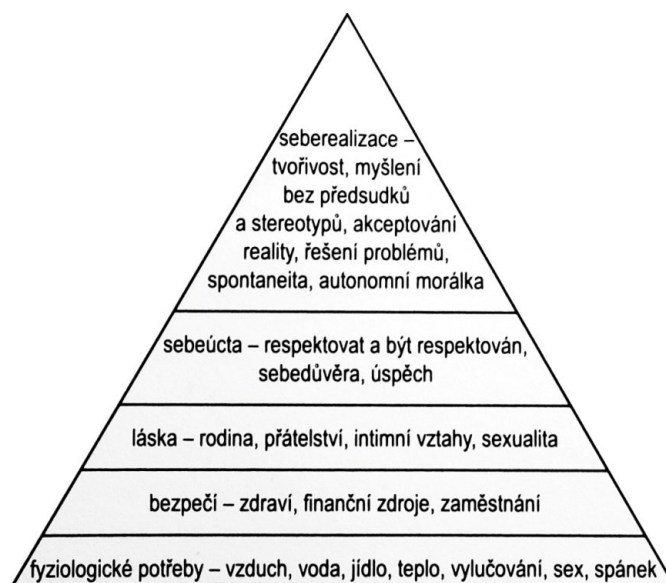 seberealizace –
tvořivost, myšlení
bez předsudků
a stereotypů, akceptování
reality, řešení problémů,
spontaneita, autonomní morálka
sebeúcta – respektovat a být respektován,
sebedůvěra, úspěch
láska – rodina, přátelství, intimní vztahy, sexualita
bezpečí – zdraví, finanční zdroje, zaměstnání
fyziologické potřeby – vzduch, voda, jídlo, teplo, vylučování, sex, spánek